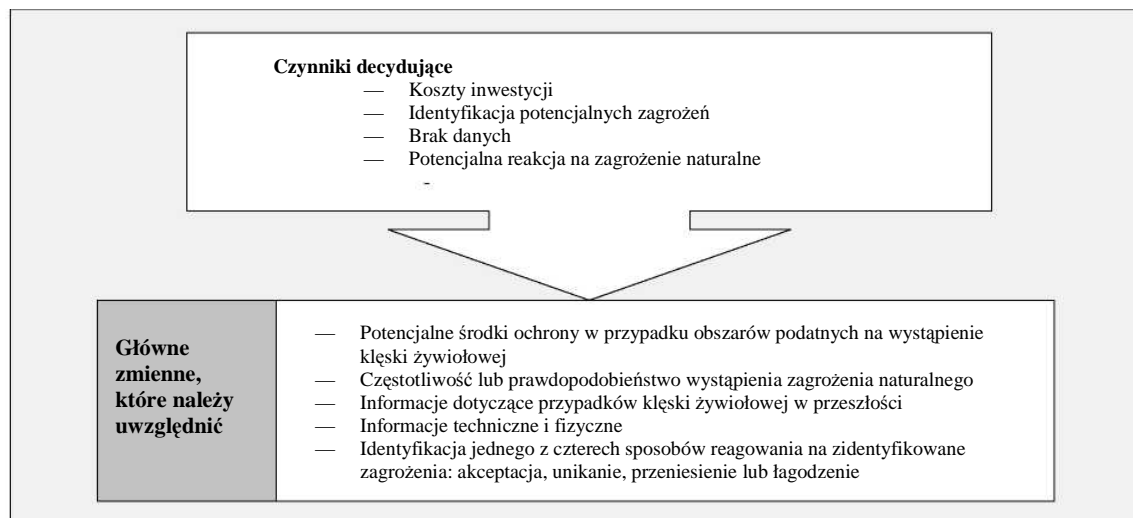 Czynniki decydujące
— Koszty inwestycji
— Identyfikacja potencjalnych zagrożeń
— Brak danych
— Potencjalna reakcja na zagrożenie naturalne
-
Główne
zmienne,
które należy
uwzględnić
— Potencjalne środki ochrony w przypadku obszarów podatnych na wystąpienie
klęski żywiołowej
— Częstotliwość lub prawdopodobieństwo wystąpienia zagrożenia naturalnego
— Informacje dotyczące przypadków klęski żywiołowej w przeszłości
— Informacje techniczne i fizyczne
— Identyfikacja jednego z czterech sposobów reagowania na zidentyfikowane
zagrożenia: akceptacja, unikanie, przeniesienie lub łagodzenie